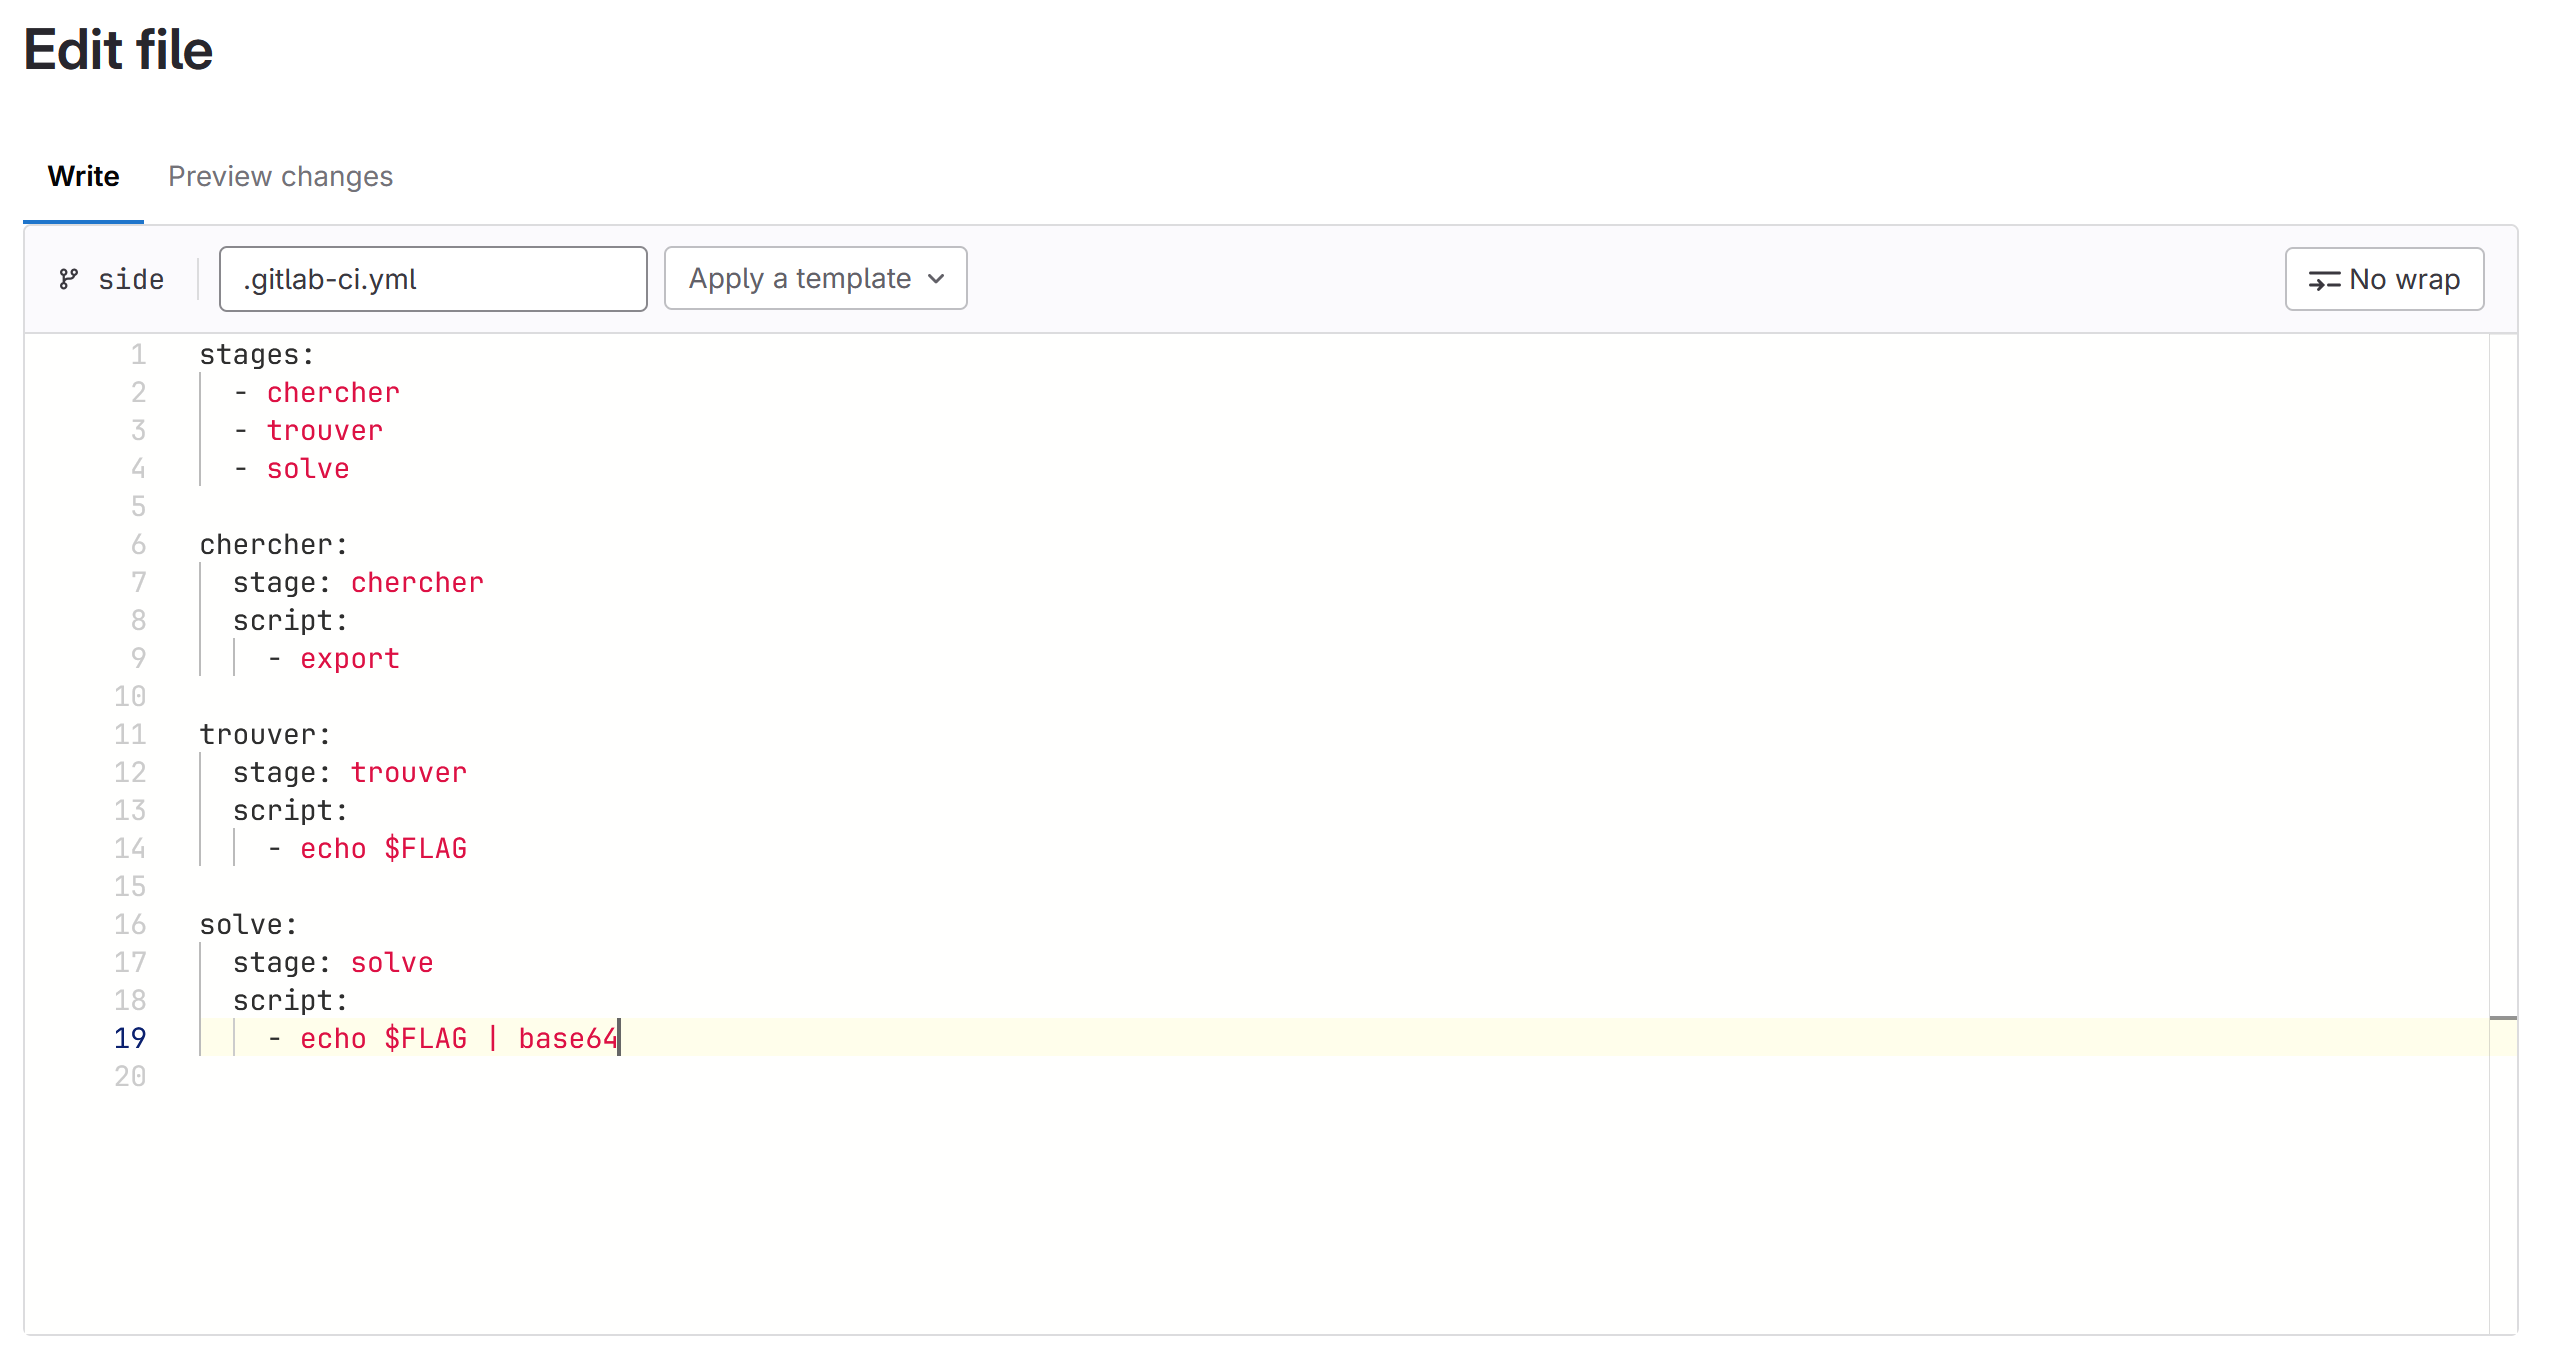 Edit file
Write Preview changes
side .gitlab-ci.yml Apply a template No wrap
1 stages:
2   - chercher
3   - trouver
4   - solve
5
6 chercher:
7   stage: chercher
8   script:
9     - export
10
11 trouver:
12   stage: trouver
13   script:
14     - echo $FLAG
15
16 solve:
17   stage: solve
18   script:
19     - echo $FLAG | base64
20